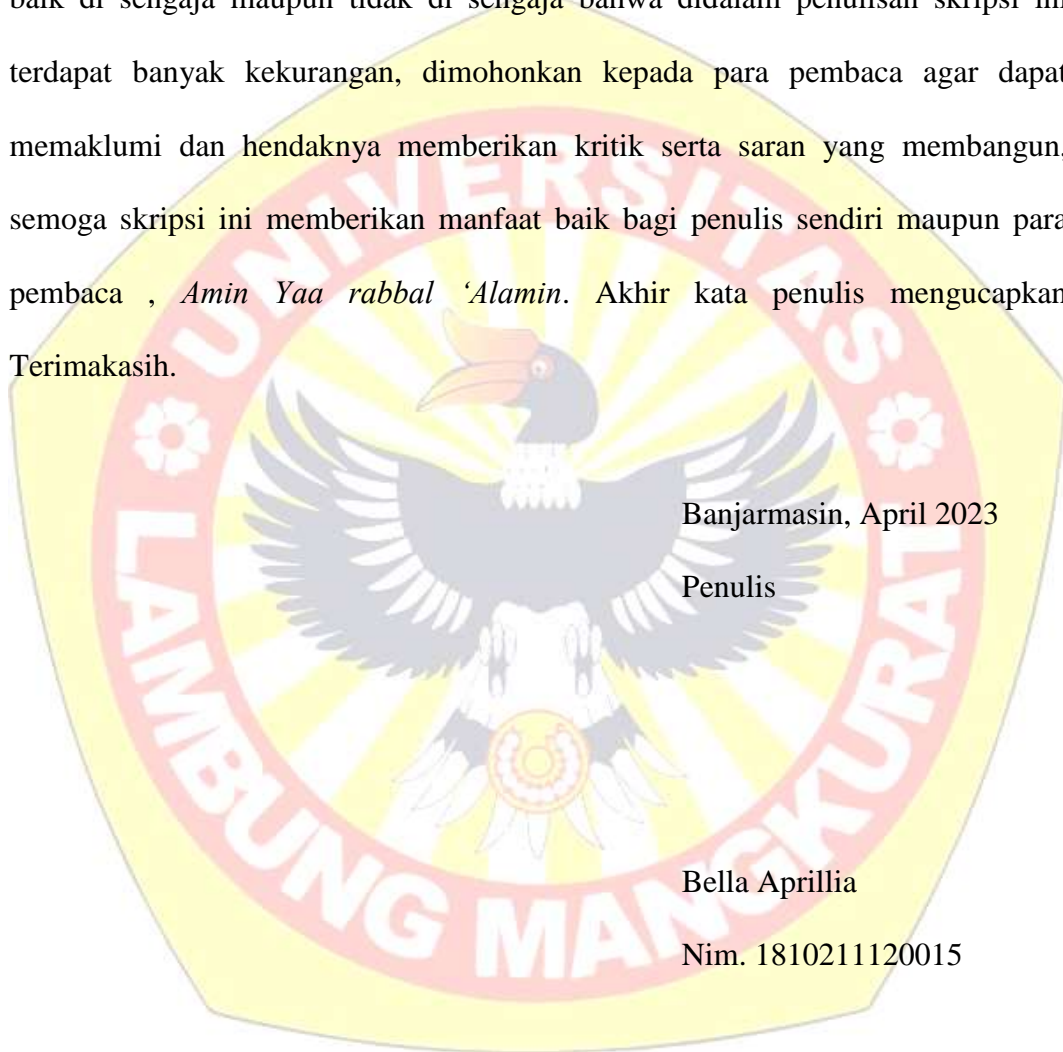 baik di sengaja maupun tidak di sengaja bahwa didalam penulisan skripsi ini
terdapat banyak kekurangan, dimohonkan kepada para pembaca agar dapat
memaklumi dan hendaknya memberikan kritik serta saran yang membangun,
semoga skripsi ini memberikan manfaat baik bagi penulis sendiri maupun para
pembaca , Amin Yaa rabbal ‘Alamin. Akhir kata penulis mengucapkan
Terimakasih.
UNIVERSITAS
LAMBUNG MANGKURAT
Banjarmasin, April 2023
Penulis
Bella Aprillia
Nim. 1810211120015